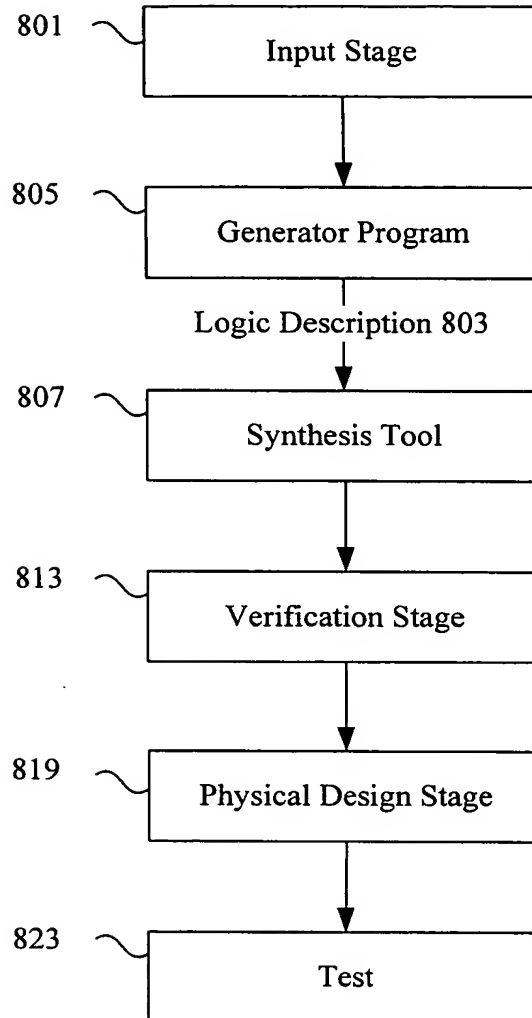 801
Input Stage
805
Generator Program
Logic Description 803
807
Synthesis Tool
813
Verification Stage
819
Physical Design Stage
823
Test